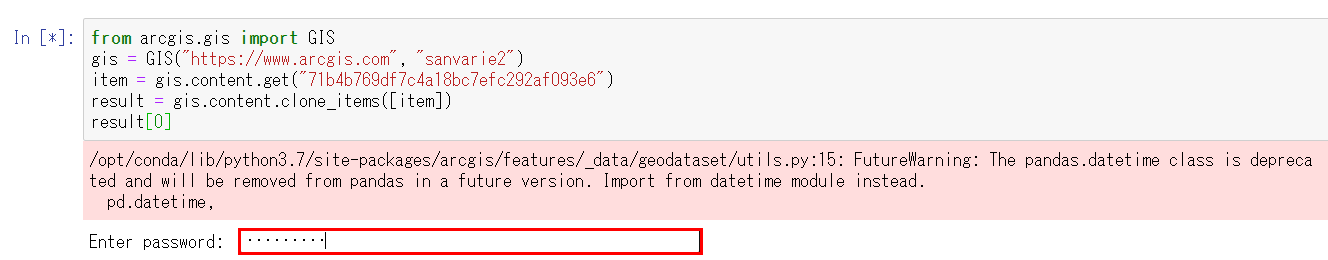 In [*]: from arcgis.gis import GIS
gis = GIS("https://www.arcgis.com", "sanvarie2")
item = gis.content.get("71b4b769df7c4a18bc7efc292af093e6")
result = gis.content.clone_items([item])
result[0]
/opt/conda/lib/python3.7/site-packages/arcgis/features/_data/geodataset/utils.py:15: FutureWarning: The pandas.datetime class is depreca
ted and will be removed from pandas in a future version. Import from datetime module instead.
pd.datetime,
Enter password: ·········